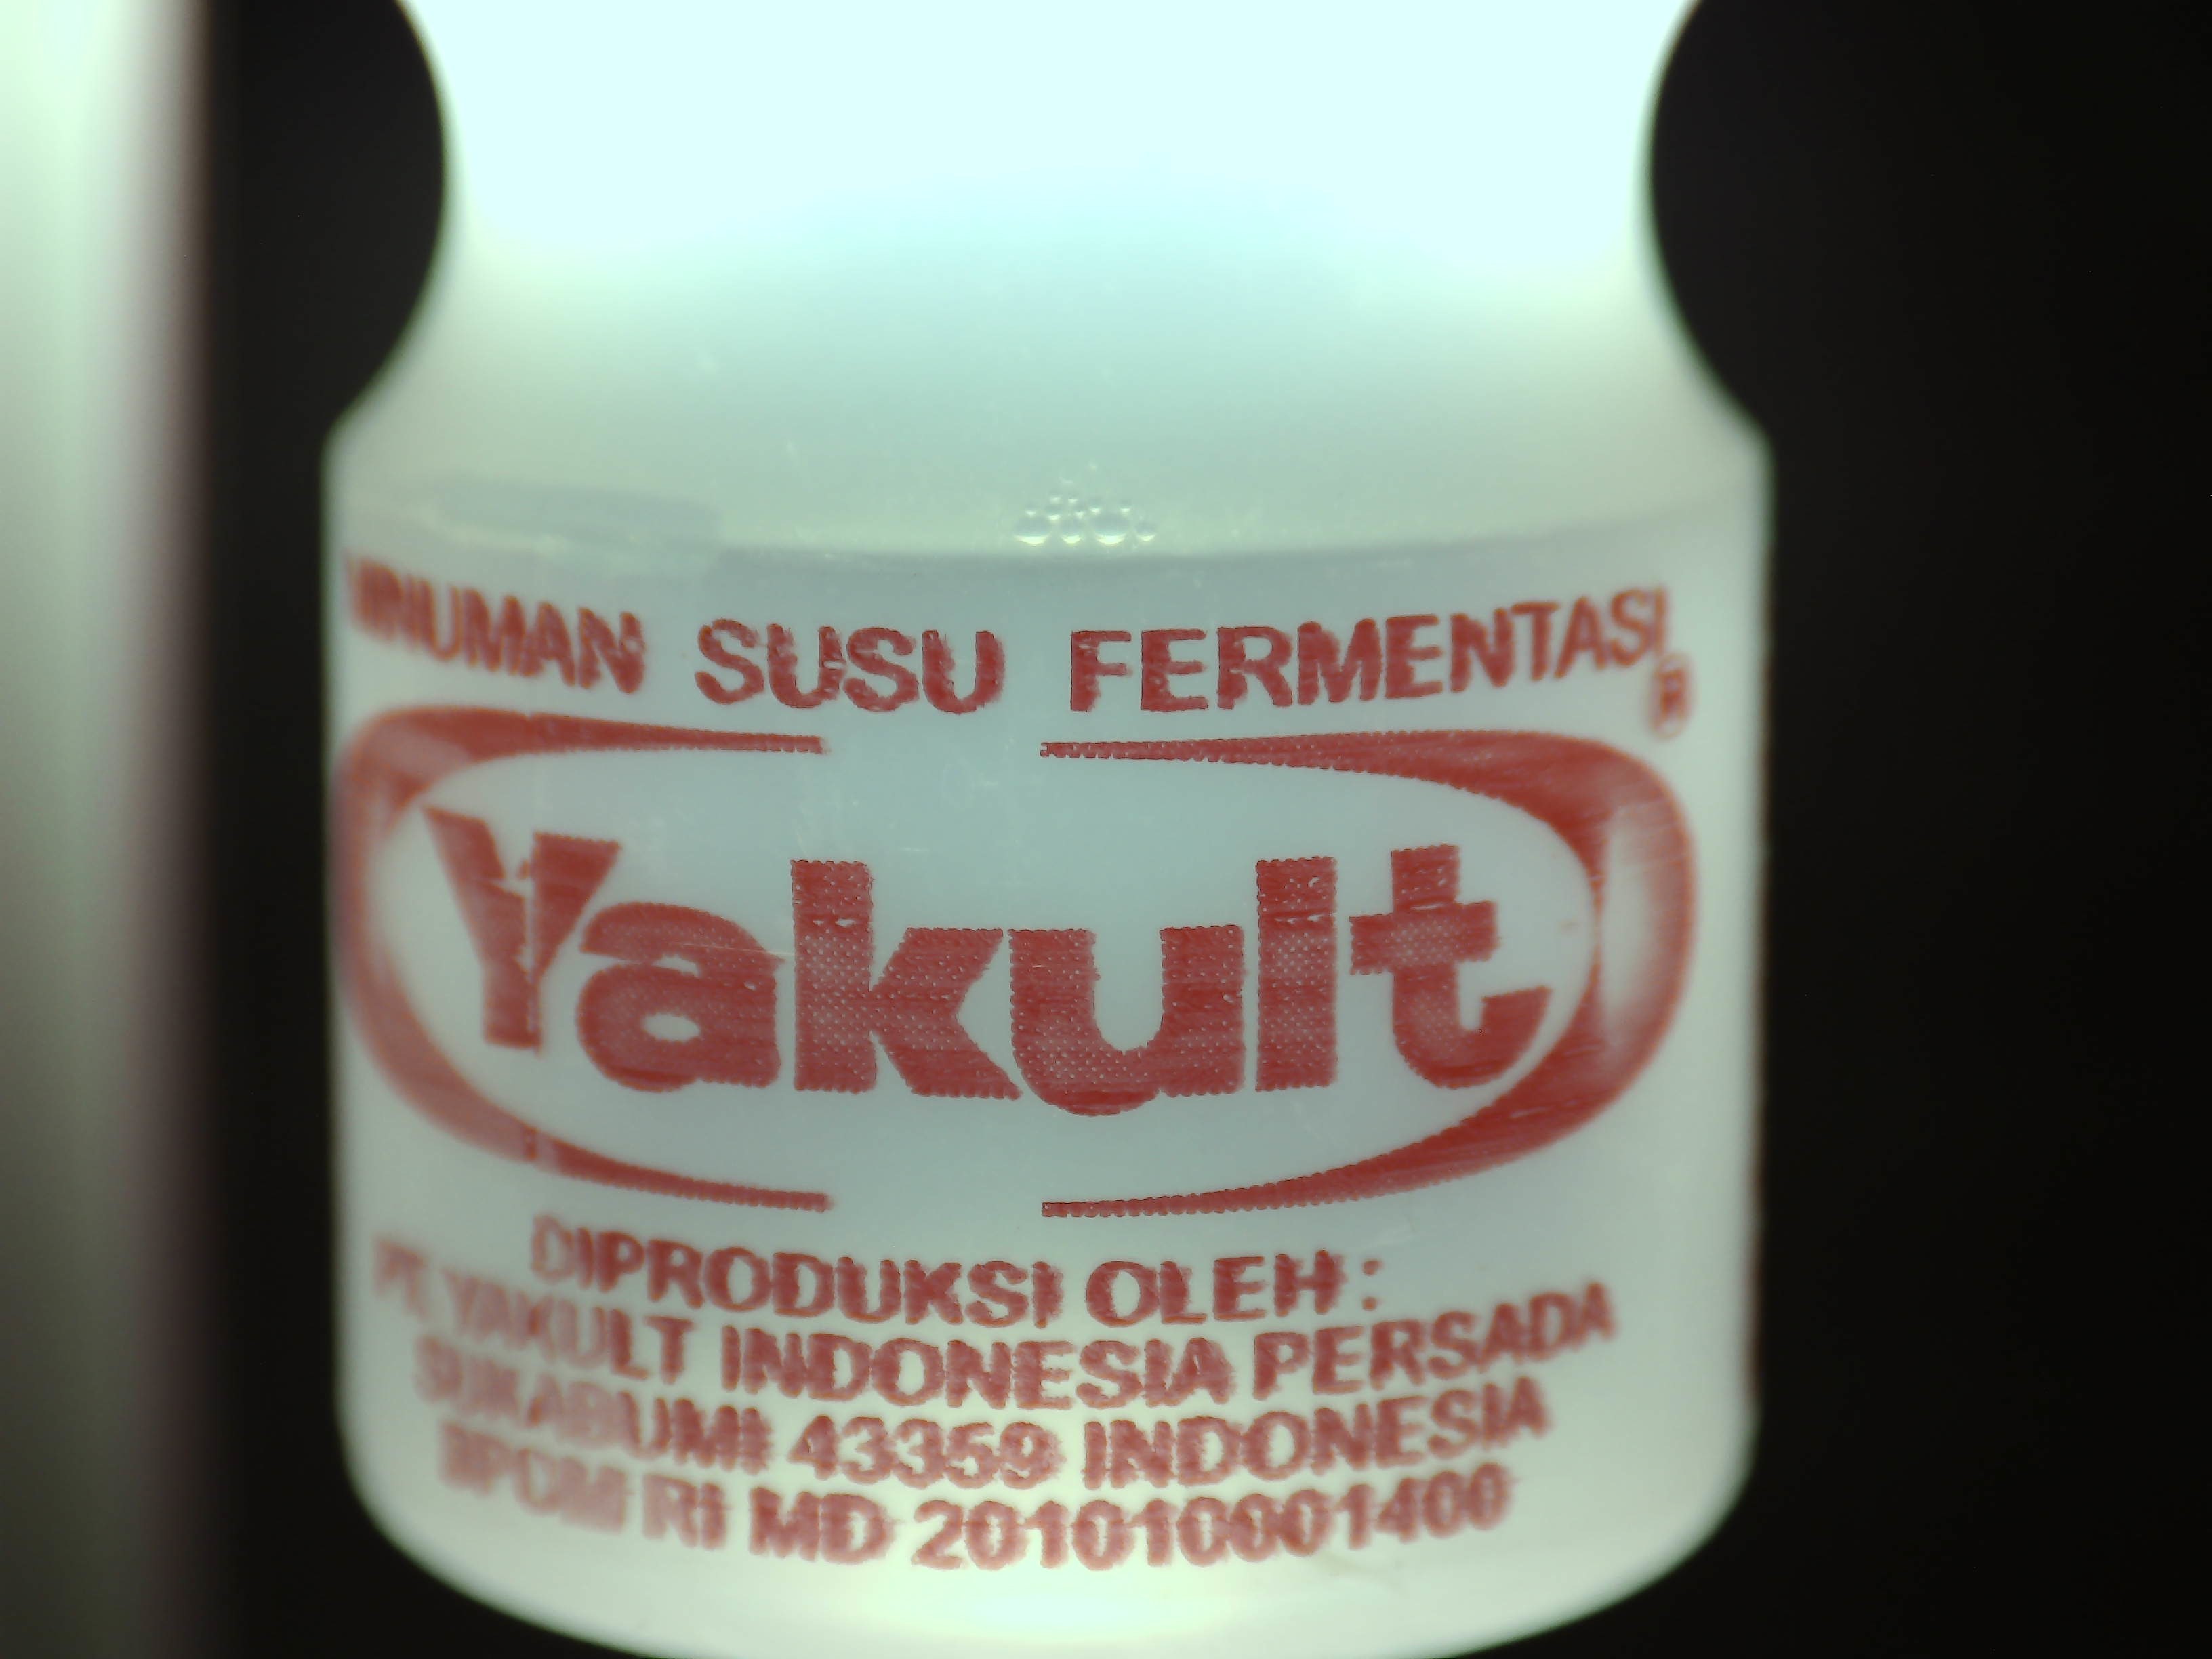 MINUMAN SUSU FERMENTASI
®
Yakult
DIPRODUKSI OLEH :
PT. YAKULT INDONESIA PERSADA
SUKABUMI 43359 INDONESIA
BPOM RI MD 201010001400